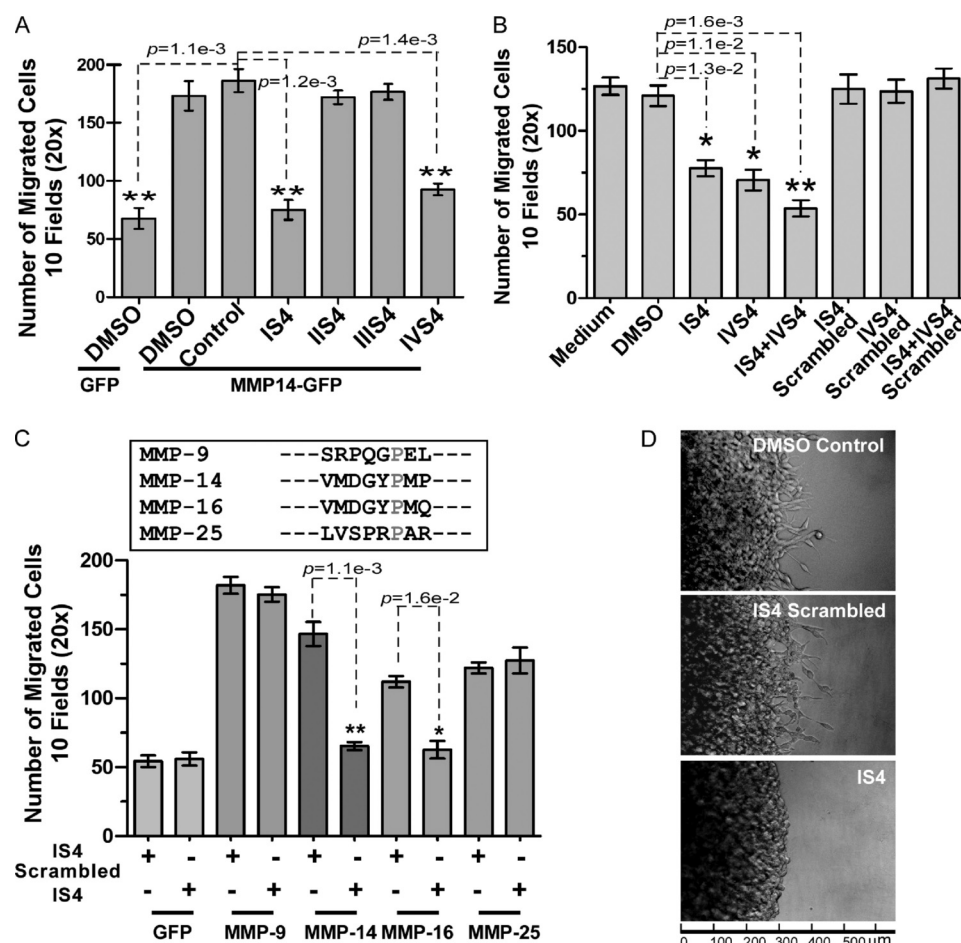 A
Number of Migrated Cells
10 Fields (20x)
200
150
100
50
0
p=1.1e-3
p=1.4e-3
p=1.2e-3
**
**
**
DMSO
DMSO
Control
IS4
IIS4
IIIS4
IVS4
GFP
MMP14-GFP
B
Number of Migrated Cells
10 Fields (20x)
150
100
50
0
p=1.6e-3
p=1.1e-2
p=1.3e-2
*
*
**
Medium
DMSO
IS4
IVS4
IS4+IVS4
IS4
Scrambled
IVS4
Scrambled
IS4+IVS4
Scrambled
C
MMP-9 ---SRPQGPEL---
MMP-14 ---VMDGYPMP---
MMP-16 ---VMDGYPMQ---
MMP-25 ---LVSPRPAR---
Number of Migrated Cells
10 Fields (20x)
200
150
100
50
0
p=1.1e-3
p=1.6e-2
**
*
IS4
Scrambled
+ - + - + - + - + -
IS4
- + - + - + - + - +
GFP MMP-9 MMP-14 MMP-16 MMP-25
D
DMSO Control
IS4 Scrambled
IS4
0 100 200 300 400 500 µm